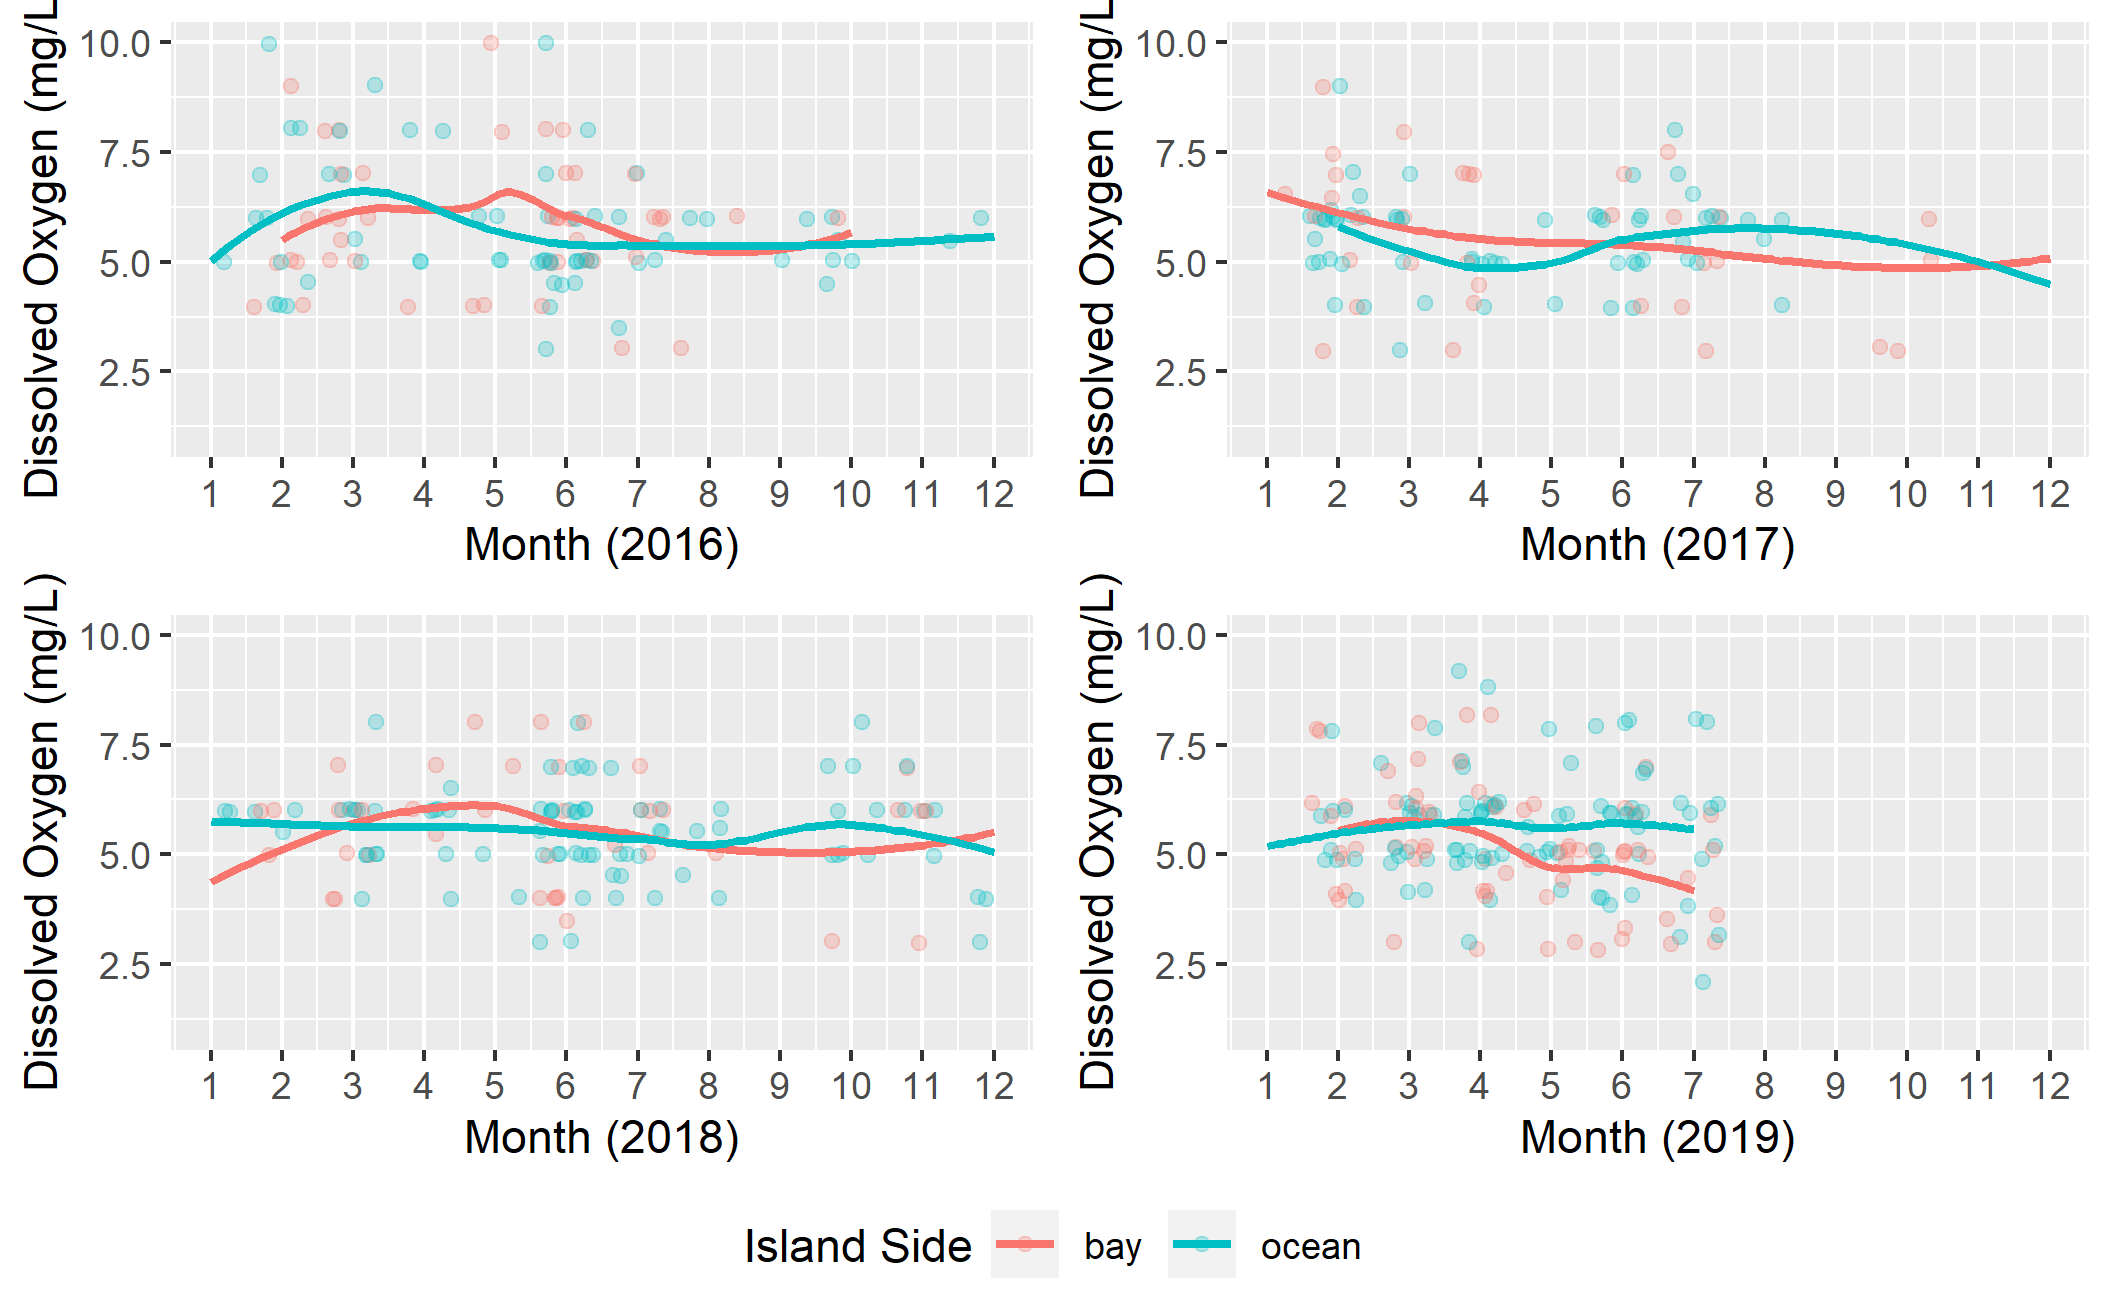 Dissolved Oxygen (mg/L
10.0
7.5
5.0
2.5
1 2 3 4 5 6 7 8 9 10 11 12
Month (2016)
Dissolved Oxygen (mg/L
10.0
7.5
5.0
2.5
1 2 3 4 5 6 7 8 9 10 11 12
Month (2017)
Dissolved Oxygen (mg/L)
10.0
7.5
5.0
2.5
1 2 3 4 5 6 7 8 9 10 11 12
Month (2018)
Dissolved Oxygen (mg/L)
10.0
7.5
5.0
2.5
1 2 3 4 5 6 7 8 9 10 11 12
Month (2019)
Island Side bay ocean